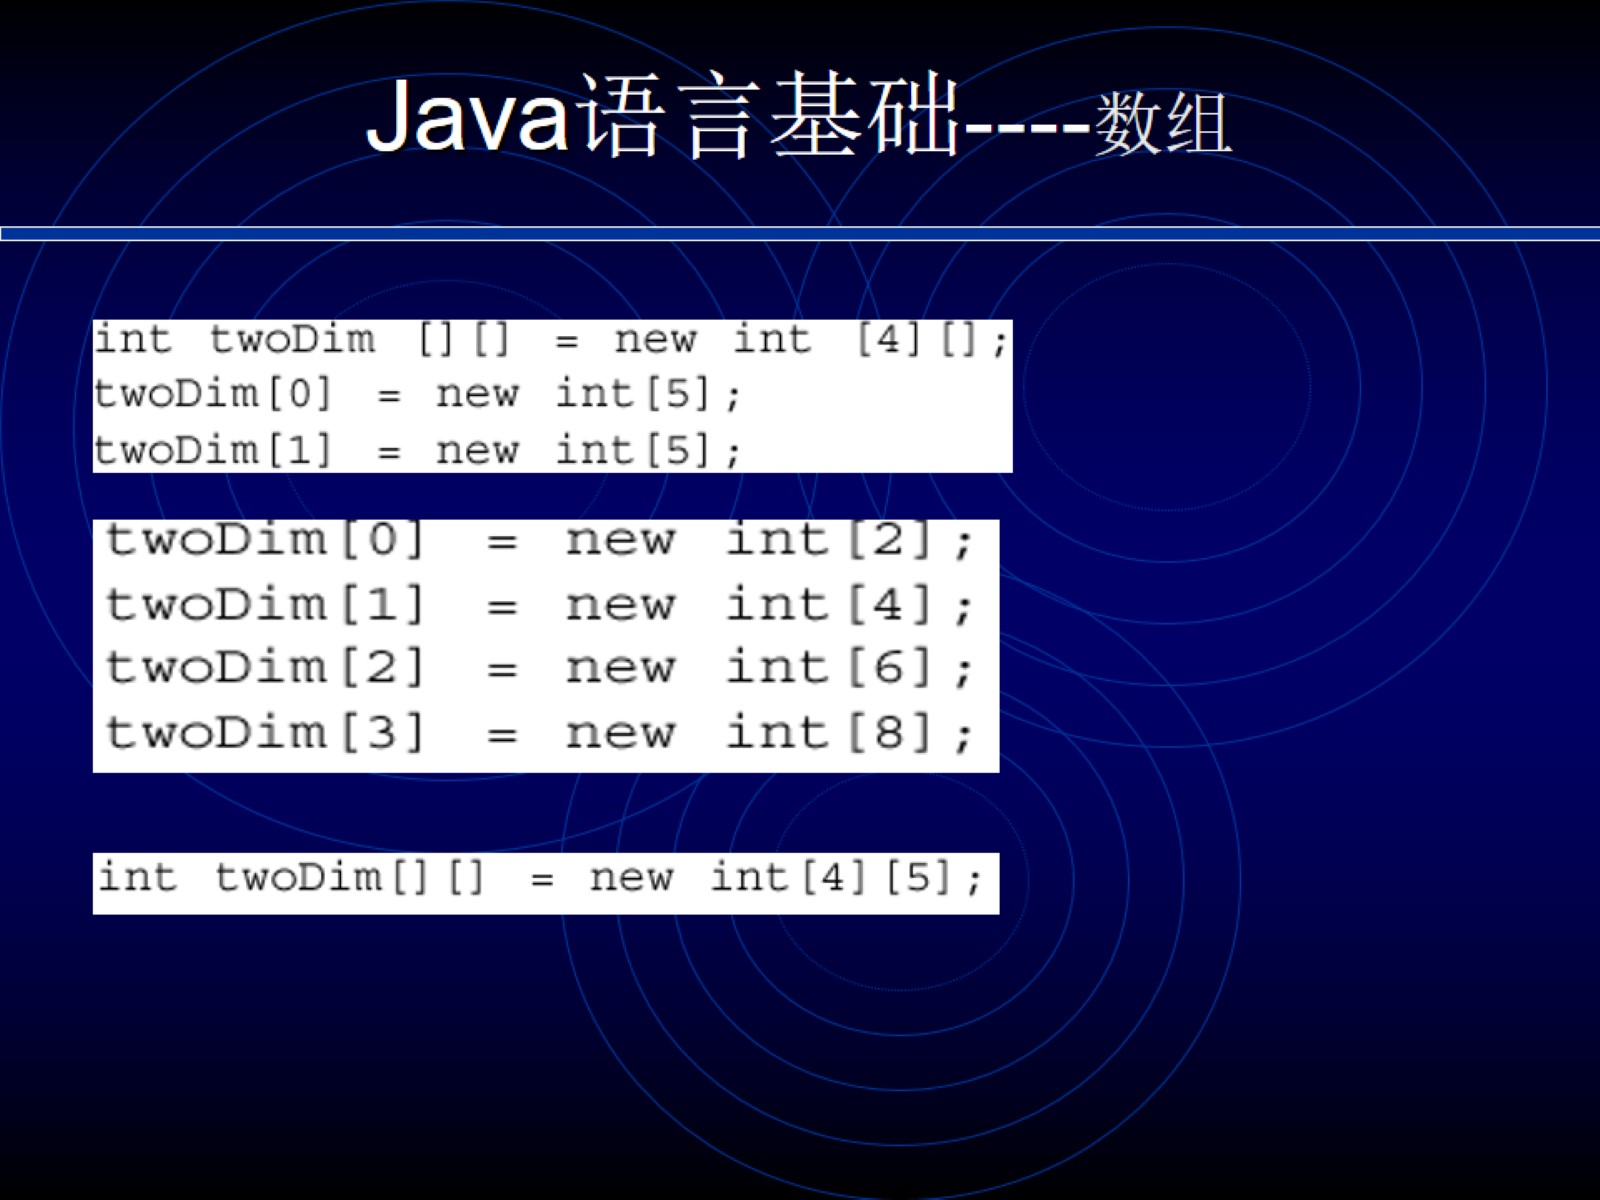 Java语言基础----数组
int twoDim [][] = new int [4][];
twoDim[0] = new int[5];
twoDim[1] = new int[5];
twoDim[0] = new int[2];
twoDim[1] = new int[4];
twoDim[2] = new int[6];
twoDim[3] = new int[8];
int twoDim[][] = new int[4][5];